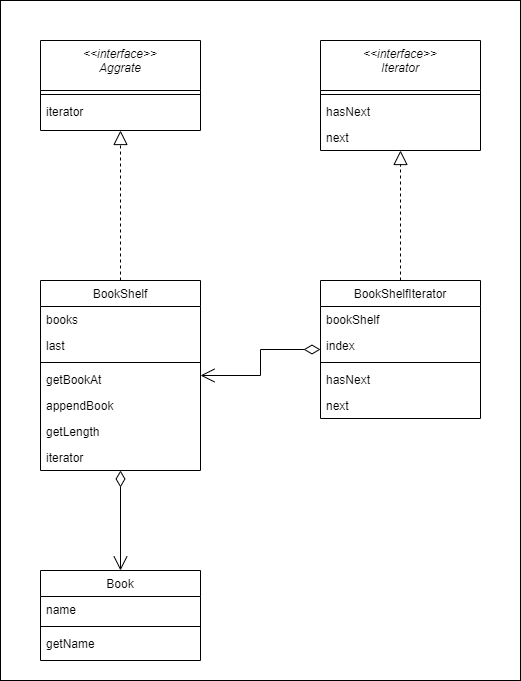 <<interface>>
Aggrate
iterator
<<interface>>
Iterator
hasNext
next
BookShelf
books
last
getBookAt
appendBook
getLength
iterator
BookShelfIterator
bookShelf
index
hasNext
next
Book
name
getName